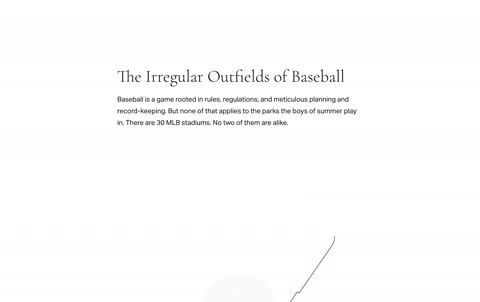 The Irregular Outfields of Baseball
Baseball is a game rooted in rules, regulations, and meticulous planning and
record-keeping. But none of that applies to the parks the boys of summer play
in. There are 30 MLB stadiums. No two of them are alike.